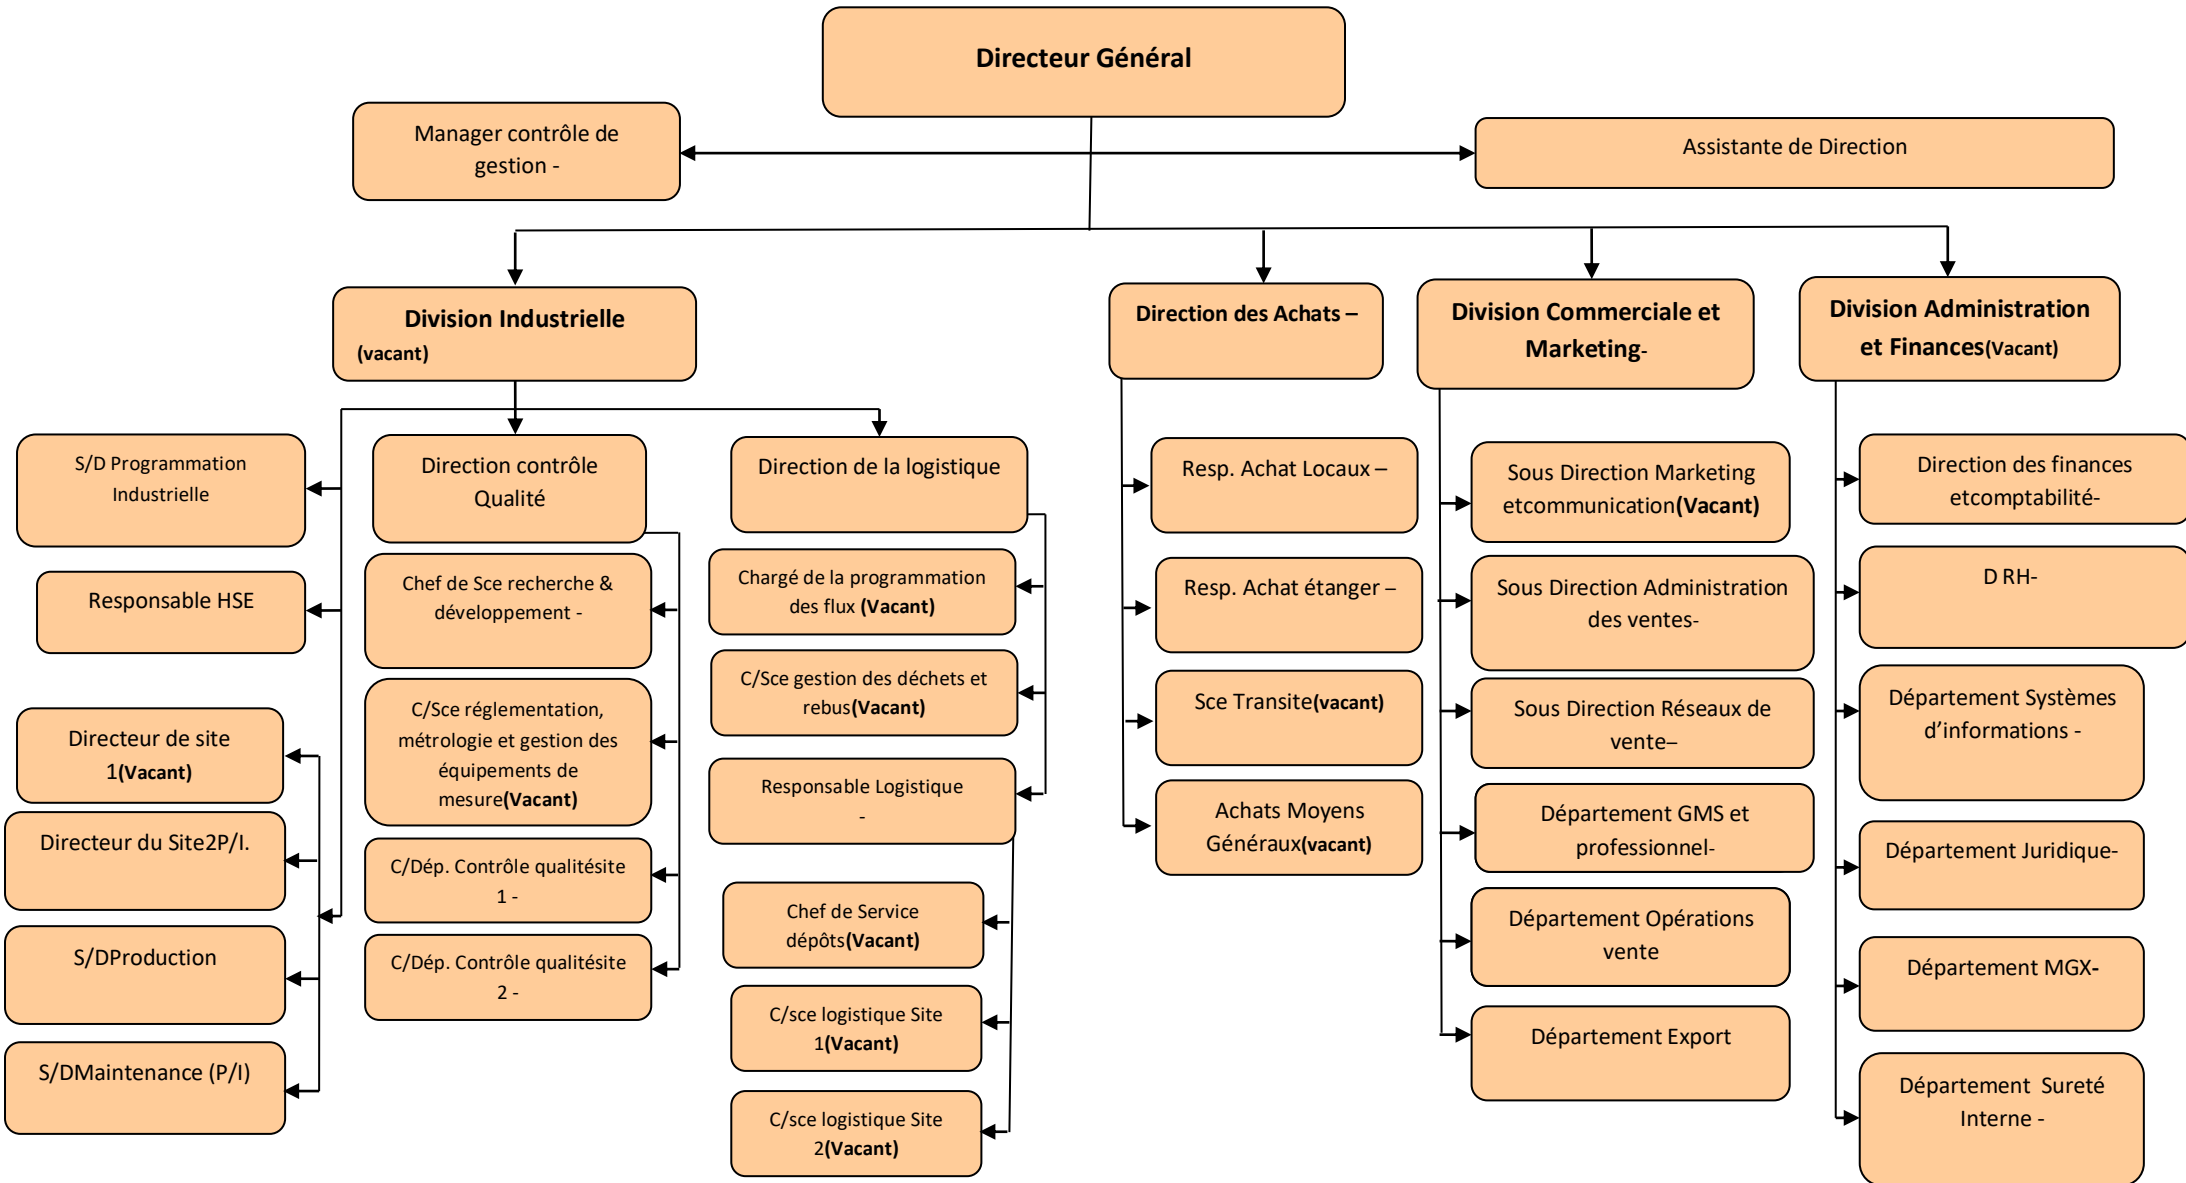 Directeur Général
Manager contrôle de
gestion -
Assistante de Direction
Division Industrielle
(vacant)
Direction des Achats –
Division Commerciale et
Marketing-
Division Administration
et Finances(Vacant)
S/D Programmation
Industrielle
Responsable HSE
Directeur de site
1(Vacant)
Directeur du Site2P/I.
S/DProduction
S/DMaintenance (P/I)
Direction contrôle
Qualité
Chef de Sce recherche &
développement -
C/Sce réglementation,
métrologie et gestion des
équipements de
mesure(Vacant)
C/Dép. Contrôle qualitésite
1 -
C/Dép. Contrôle qualitésite
2 -
Direction de la logistique
Chargé de la programmation
des flux (Vacant)
C/Sce gestion des déchets et
rebus(Vacant)
Responsable Logistique
-
Chef de Service
dépôts(Vacant)
C/sce logistique Site
1(Vacant)
C/sce logistique Site
2(Vacant)
Resp. Achat Locaux –
Resp. Achat étanger –
Sce Transite(vacant)
Achats Moyens
Généraux(vacant)
Sous Direction Marketing
etcommunication(Vacant)
Sous Direction Administration
des ventes-
Sous Direction Réseaux de
vente–
Département GMS et
professionnel-
Département Opérations
vente
Département Export
Direction des finances
etcomptabilité-
D RH-
Département Systèmes
d’informations -
Département Juridique-
Département MGX-
Département  Sureté
Interne -